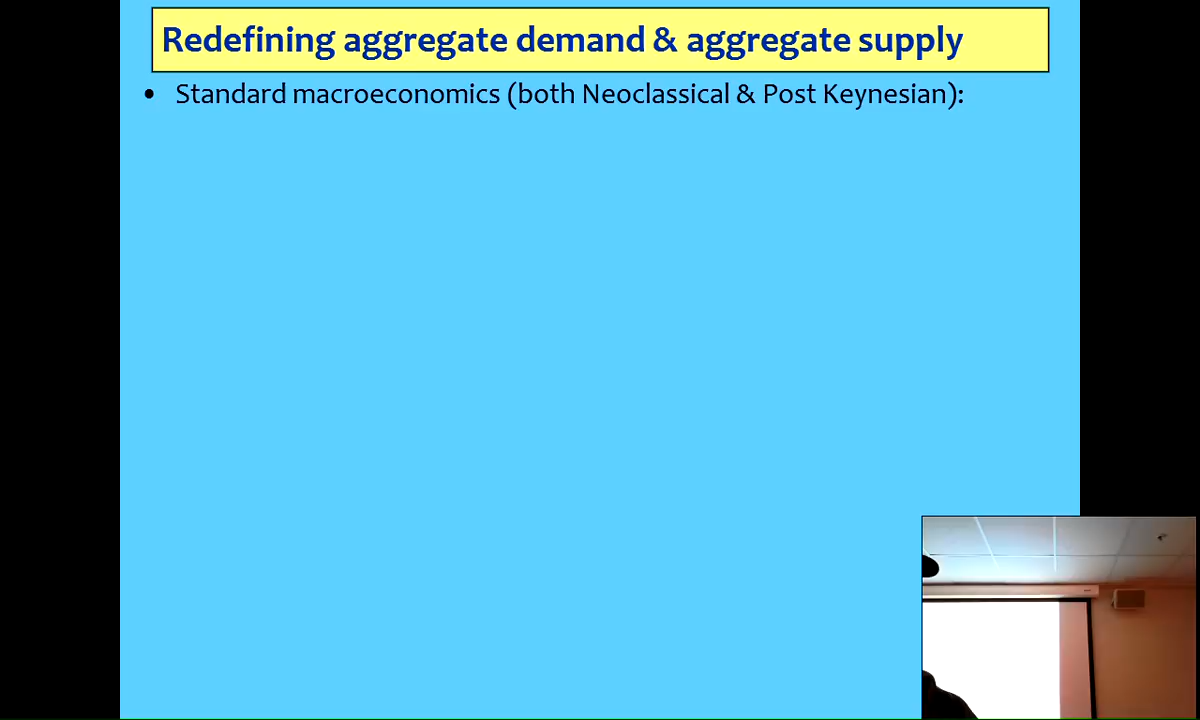 Redefining aggregate demand & aggregate supply
• Standard macroeconomics (both Neoclassical & Post Keynesian):